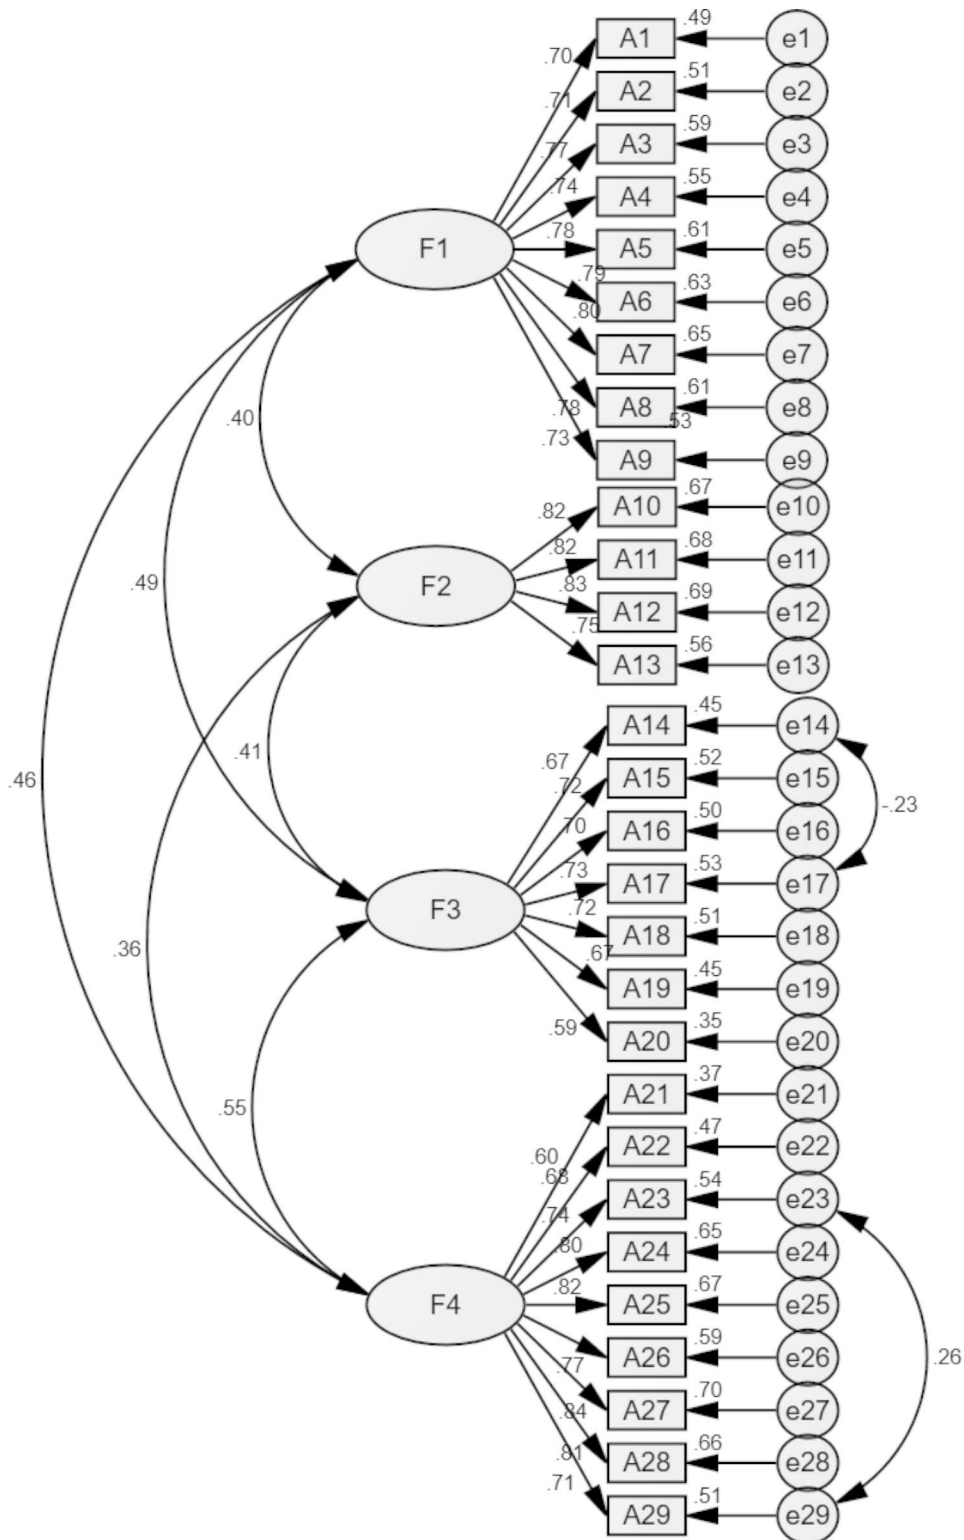 .49
A1
e1
.70
.51
A2
e2
.71
.59
A3
e3
.77
.55
A4
e4
.74
.61
F1
A5
e5
.78
.63
A6
e6
.79
.65
A7
e7
.80
.61
A8
e8
.78
.53
A9
e9
.73
.40
.67
A10
e10
.82
.68
A11
e11
.82
.69
F2
A12
e12
.83
.56
A13
e13
.75
.49
.45
A14
e14
.67
.52
A15
e15
.72
-.23
.50
A16
e16
.70
.53
A17
e17
.73
.51
F3
A18
e18
.72
.45
A19
e19
.67
.35
A20
e20
.59
.41
.46
.36
.37
A21
e21
.60
.47
A22
e22
.68
.54
A23
e23
.74
.65
A24
e24
.80
.67
F4
A25
e25
.82
.59
A26
e26
.77
.26
.70
A27
e27
.84
.66
A28
e28
.81
.51
A29
e29
.71
.55